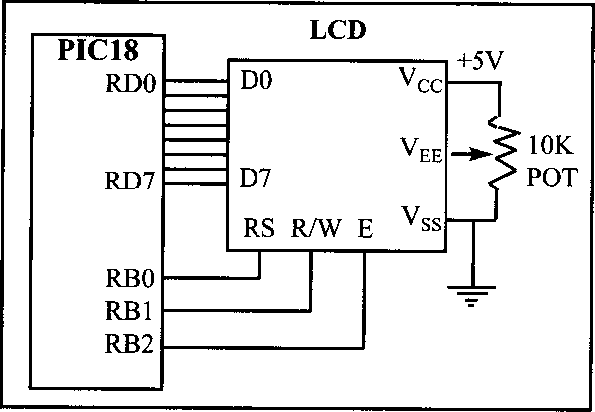 LCD
PIC18
+5V
RD0
D0
VCC
10K
POT
VEE
RD7
D7
VSS
RS R/W E
RB0
RB1
RB2